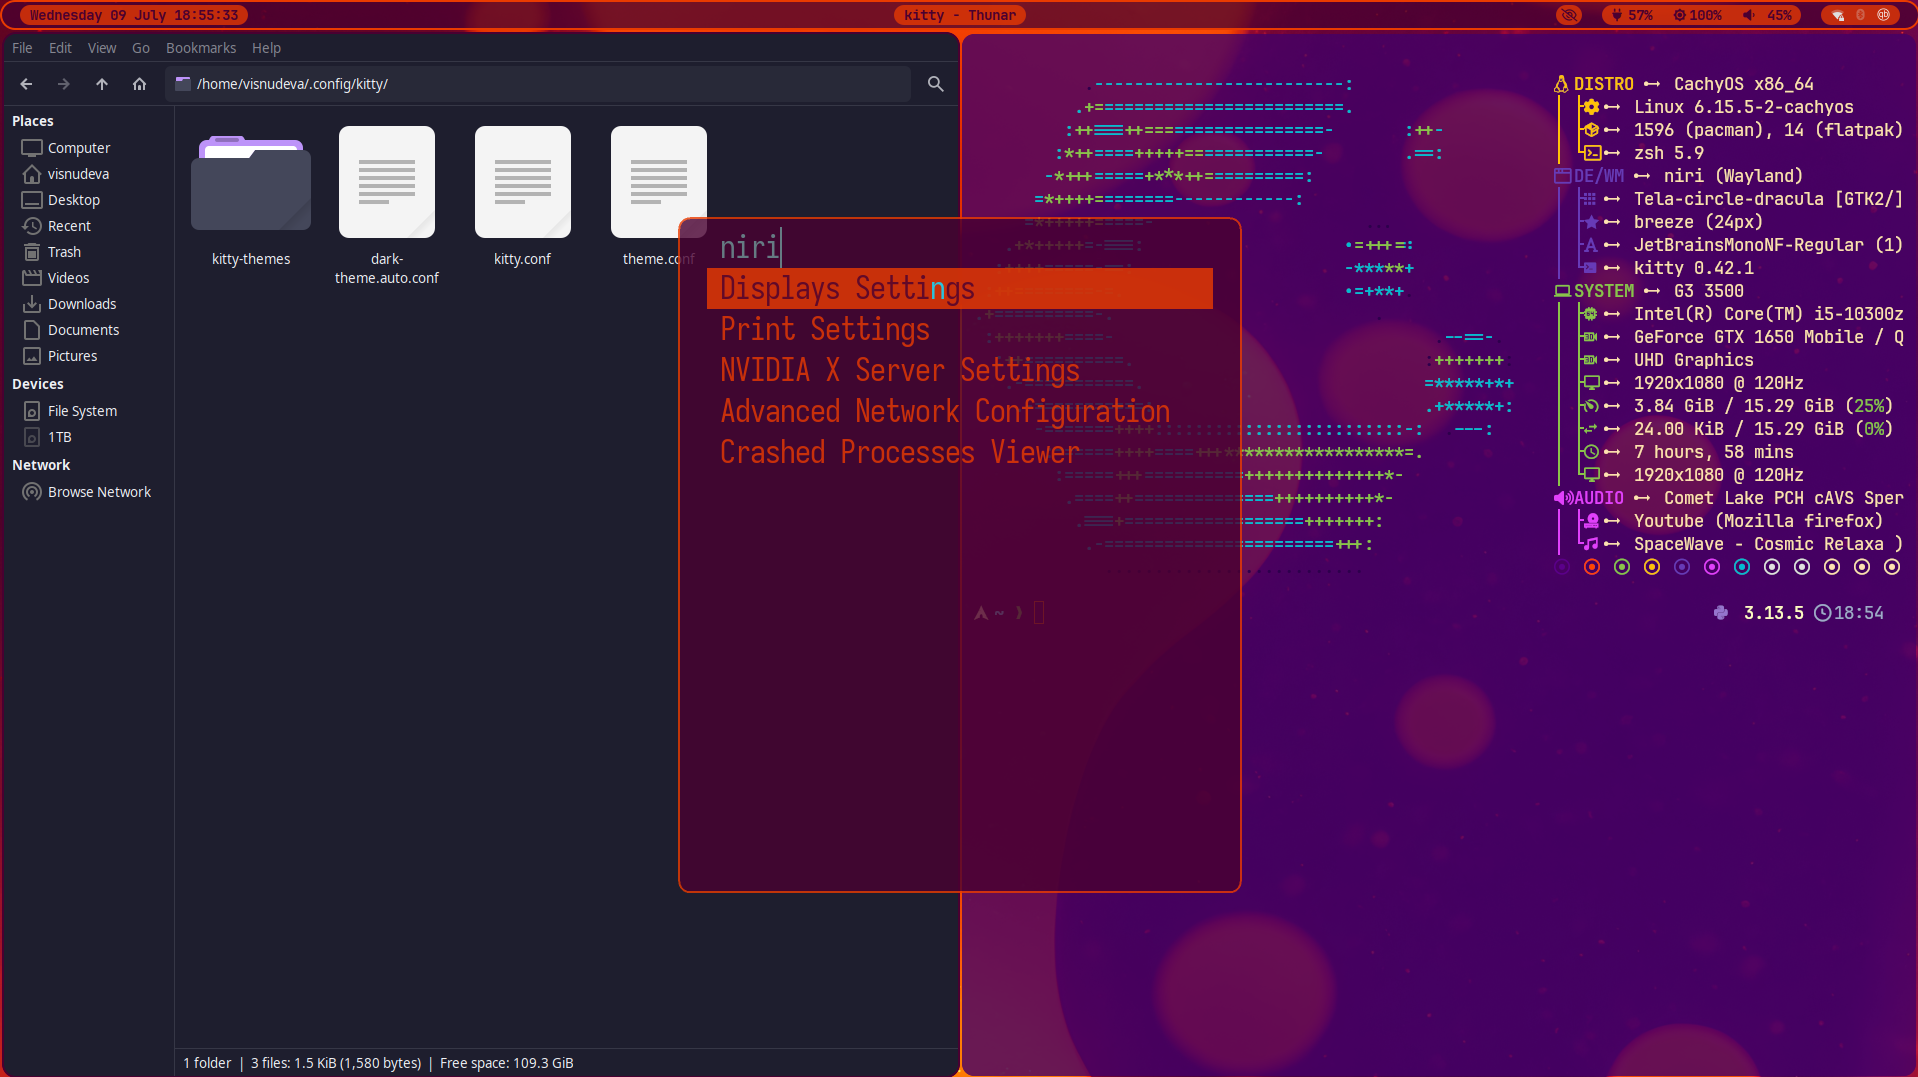 Wednesday 09 July 18:55:33
kitty - Thunar
57% 100% 45%
File Edit View Go Bookmarks Help
/home/visnudeva/.config/kitty/
Places
Computer
visnudeva
Desktop
Recent
Trash
Videos
Downloads
Documents
Pictures
Devices
File System
1TB
Network
Browse Network
kitty-themes
dark-
theme.auto.conf
kitty.conf
theme.conf
1 folder | 3 files: 1.5 KiB (1,580 bytes) | Free space: 109.3 GiB
niri
Displays Settings
Print Settings
NVIDIA X Server Settings
Advanced Network Configuration
Crashed Processes Viewer
DISTRO CachyOS x86_64
Linux 6.15.5-2-cachyos
1596 (pacman), 14 (flatpak)
zsh 5.9
DE/WM niri (Wayland)
Tela-circle-dracula [GTK2/]
breeze (24px)
JetBrainsMonoNF-Regular (1)
kitty 0.42.1
SYSTEM G3 3500
Intel(R) Core(TM) i5-10300z
GeForce GTX 1650 Mobile / Q
UHD Graphics
1920x1080 @ 120Hz
3.84 GiB / 15.29 GiB (25%)
24.00 KiB / 15.29 GiB (0%)
7 hours, 58 mins
1920x1080 @ 120Hz
AUDIO Comet Lake PCH cAVS Sper
Youtube (Mozilla firefox)
SpaceWave - Cosmic Relaxa )
~ ❯
3.13.5 18:54